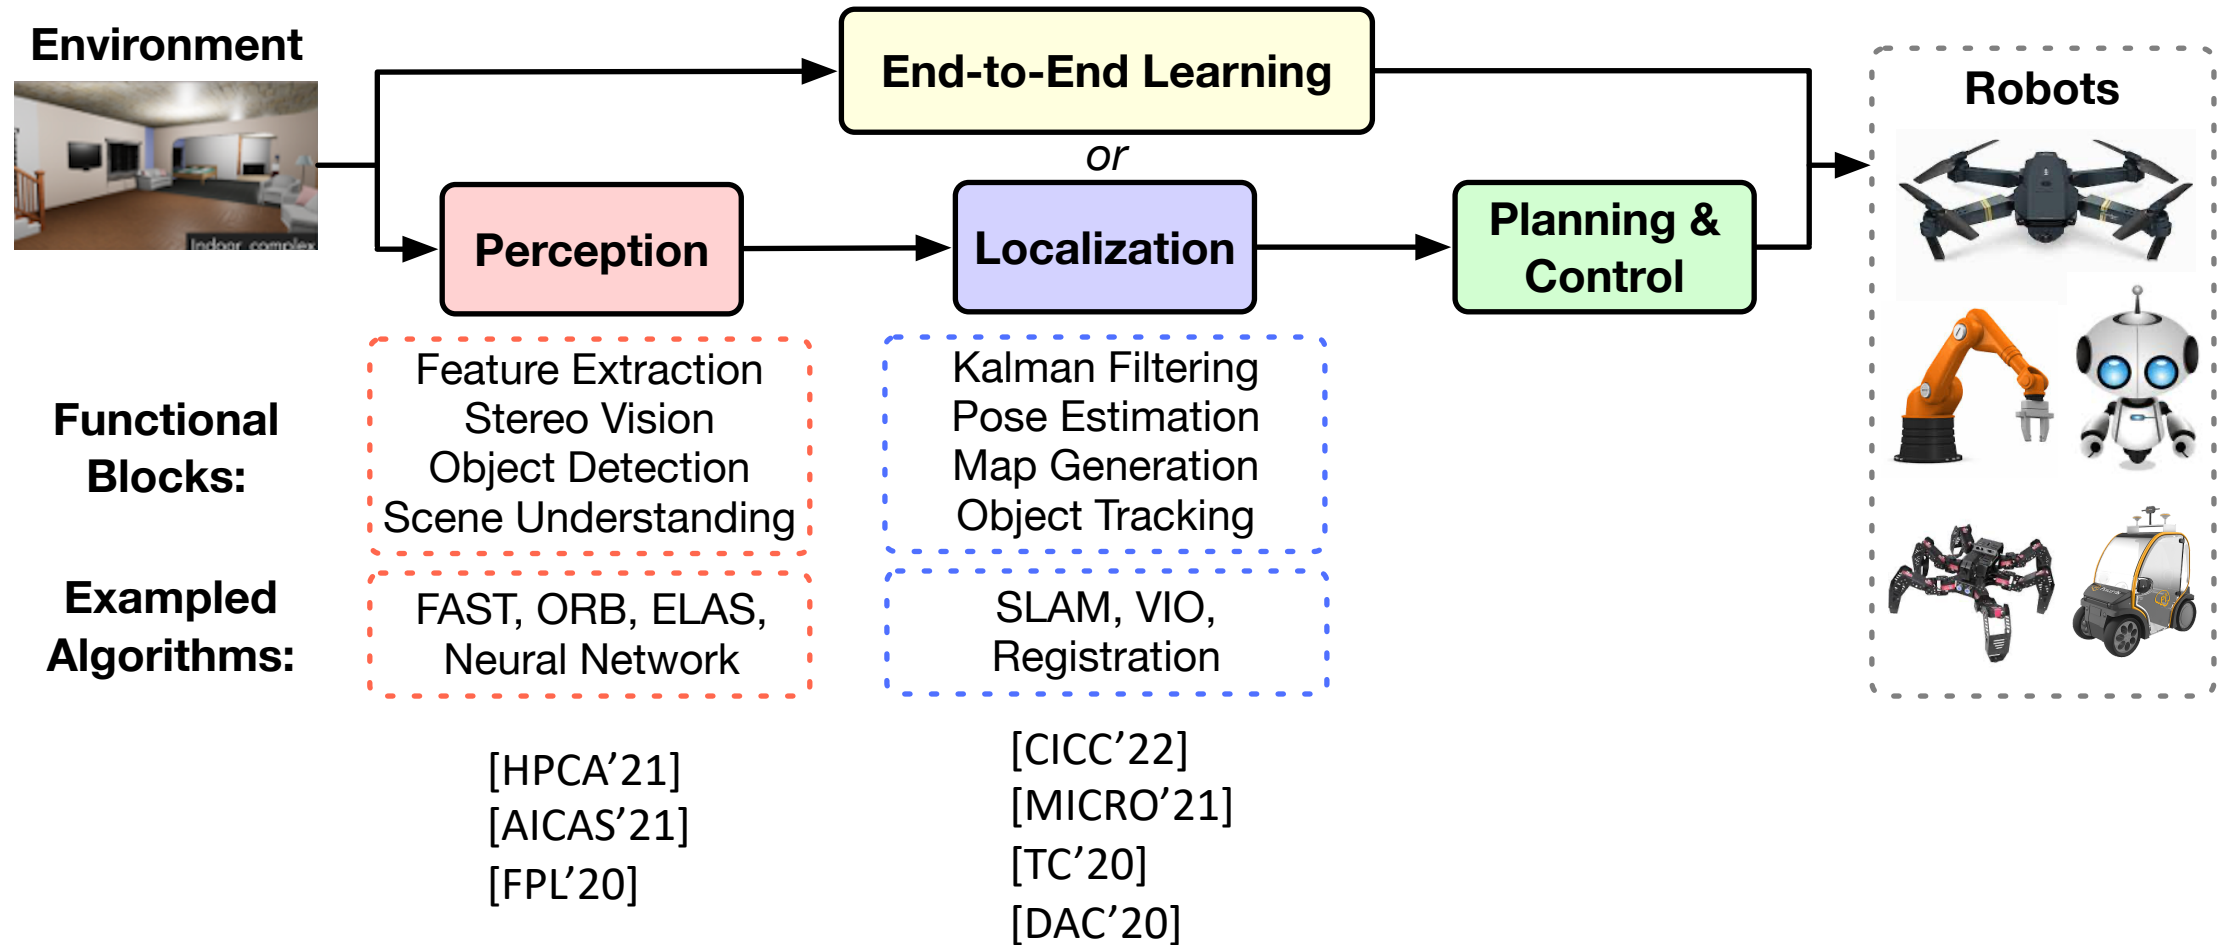 Environment
Indoor complex
End-to-End Learning
or
Perception
Localization
Planning &
Control
Robots
Functional
Blocks:
Feature Extraction
Stereo Vision
Object Detection
Scene Understanding
Kalman Filtering
Pose Estimation
Map Generation
Object Tracking
Exampled
Algorithms:
FAST, ORB, ELAS,
Neural Network
SLAM, VIO,
Registration
[HPCA’21]
[AICAS’21]
[FPL’20]
[CICC’22]
[MICRO’21]
[TC’20]
[DAC’20]